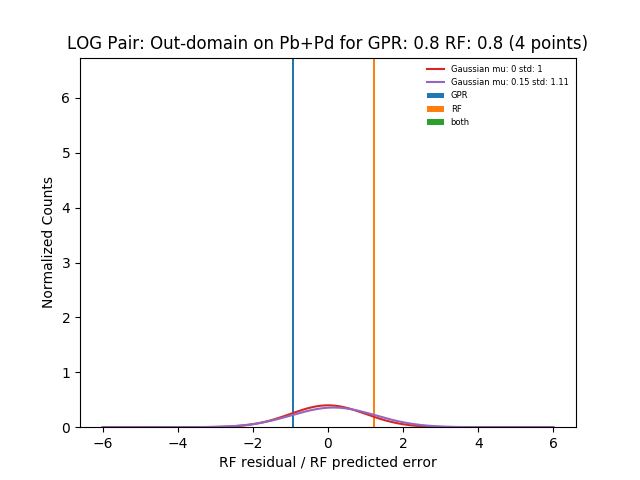 LOG Pair: Out-domain on Pb+Pd for GPR: 0.8 RF: 0.8 (4 points)
Gaussian mu: 0 std: 1
Gaussian mu: 0.15 std: 1.11
GPR
RF
both
Normalized Counts
6
5
4
3
2
1
0
−6 −4 −2 0 2 4 6
RF residual / RF predicted error